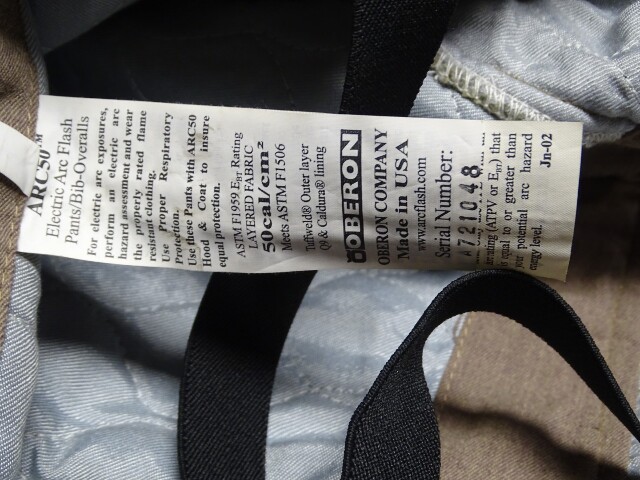 ARC50™
Electric Arc Flash
Pants/Bib-Overalls
For electric arc exposures,
perform an electric arc
hazard assessment and wear
the properly rated flame
resistant clothing.
Use Proper Respiratory
Protection.
Use these Pants with ARC50
Hood & Coat to insure
equal protection.
ASTM F1959 Ebt Rating
LAYERED FABRIC
50cal/cm²
Meets ASTM F1506
Tuffweld® Outer layer
& Caldura® lining
OBERON
OBERON COMPANY
Made in USA
www.arcflash.com
Serial Number:
A721048
rating (ATPV or Ebt) that
equal to or greater than
your potential arc hazard
energy level.
Jn-02